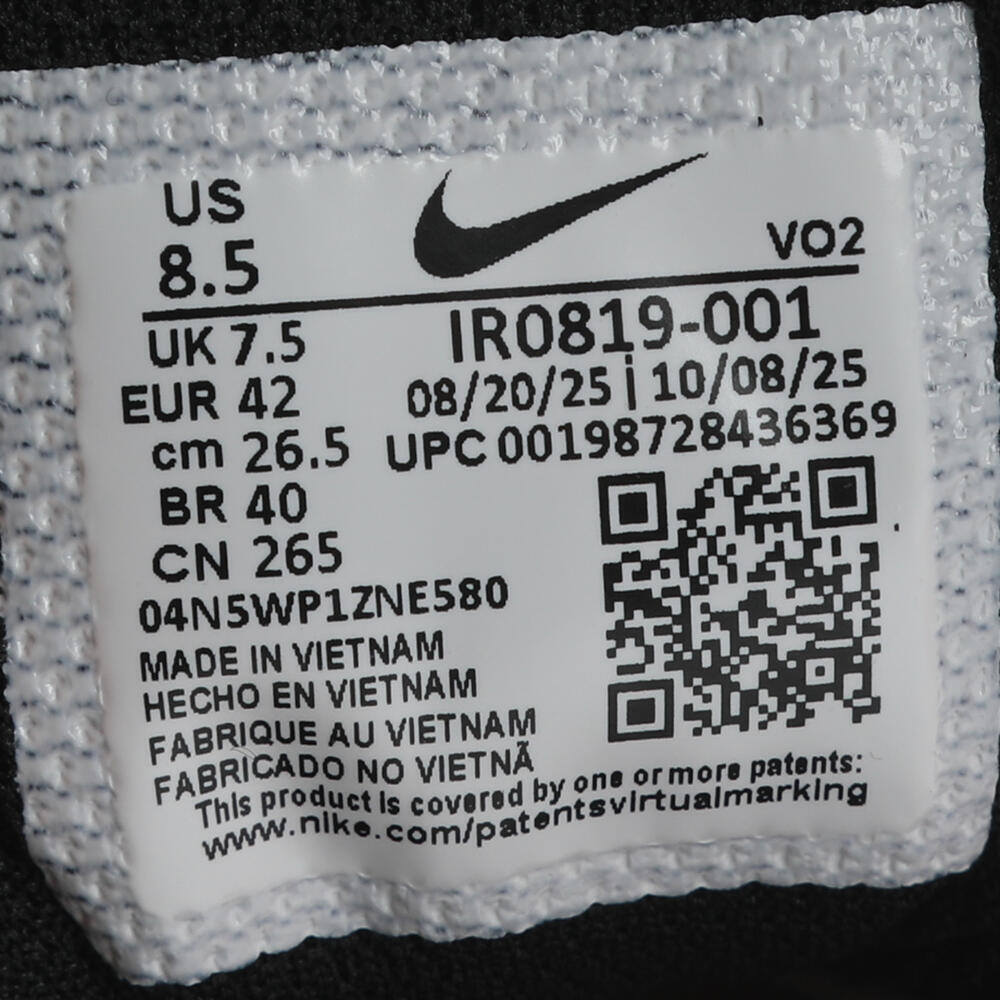 US
8.5
VO2
UK 7.5
IR0819-001
EUR 42
08/20/25 | 10/08/25
cm 26.5
UPC 001987284​36369
BR 40
CN 265
04N5WP1ZNE580
MADE IN VIETNAM
HECHO EN VIETNAM
FABRIQUE AU VIETNAM
FABRICADO NO VIETNÃ
This product is covered by one or more patents:
www.nike.com/patentsvirtualmarking